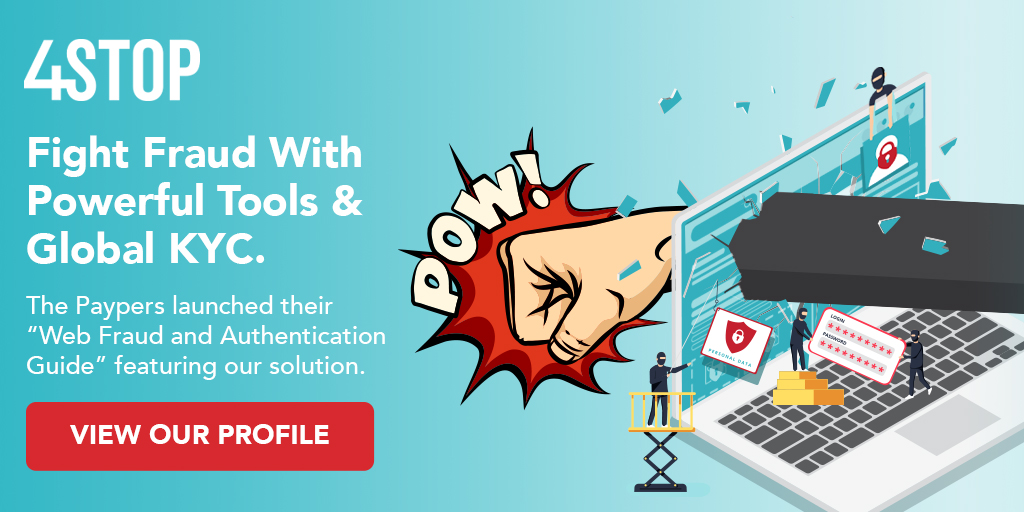 4STOP
Fight Fraud With
Powerful Tools &
Global KYC.
The Paypers launched their
“Web Fraud and Authentication
Guide” featuring our solution.
VIEW OUR PROFILE
POW!
PERSONAL DATA
LOGIN
*********
PASSWORD
*********